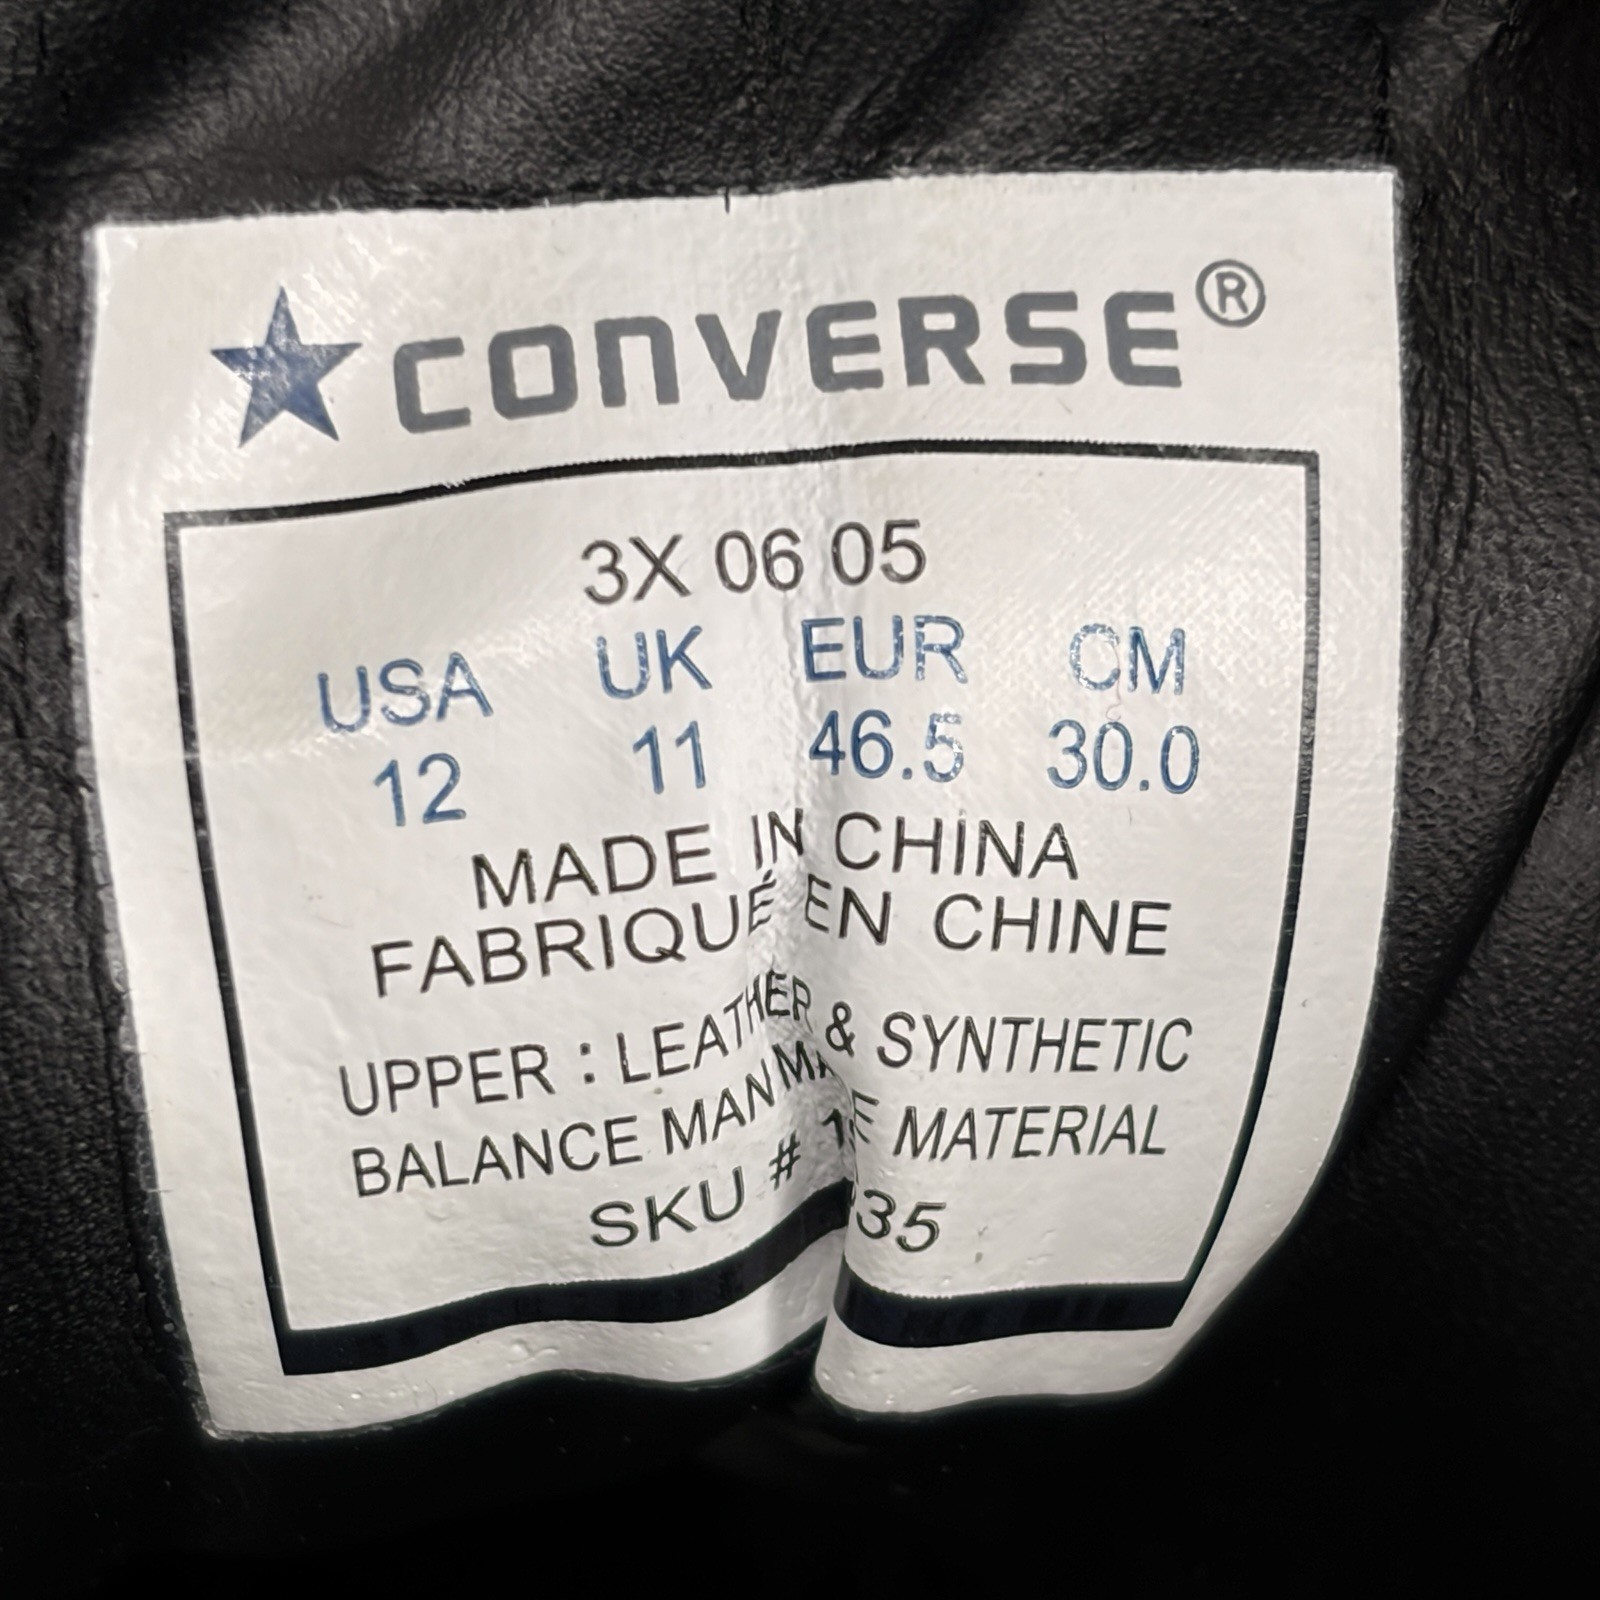 ★CONVERSE®
3X 06 05
USA UK EUR CM
12 11 46.5 30.0
MADE IN CHINA
FABRIQUÉ EN CHINE
UPPER : LEATHER & SYNTHETIC
BALANCE MAN MATERIAL
SKU #